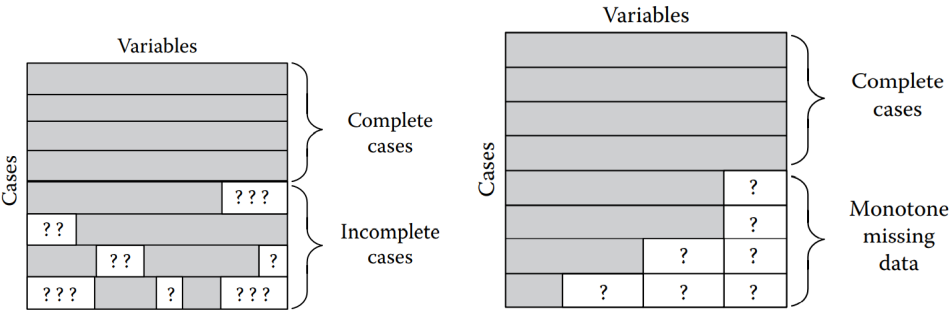 Variables
Cases
Complete
cases
? ? ?
? ?
? ?
?
? ? ?
?
? ? ?
Incomplete
cases
Variables
Cases
Complete
cases
?
?
? ?
? ? ?
Monotone
missing
data